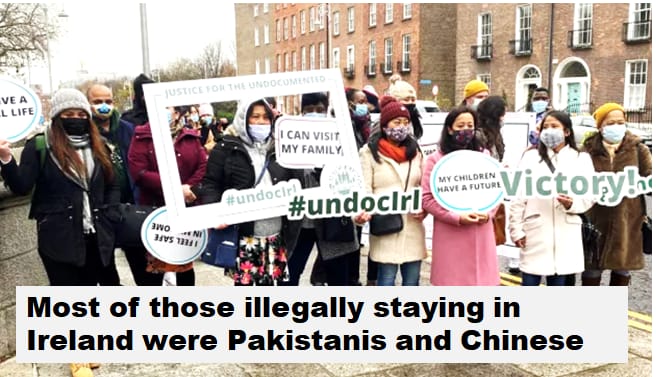 JUSTICE FOR THE UNDOCUMENTED
I CAN VISIT
MY FAMILY
MY CHILDREN
HAVE A FUTURE
Victory!
#undocIrl
#undocIrl
I FEEL SAFE
Most of those illegally staying in
Ireland were Pakistanis and Chinese